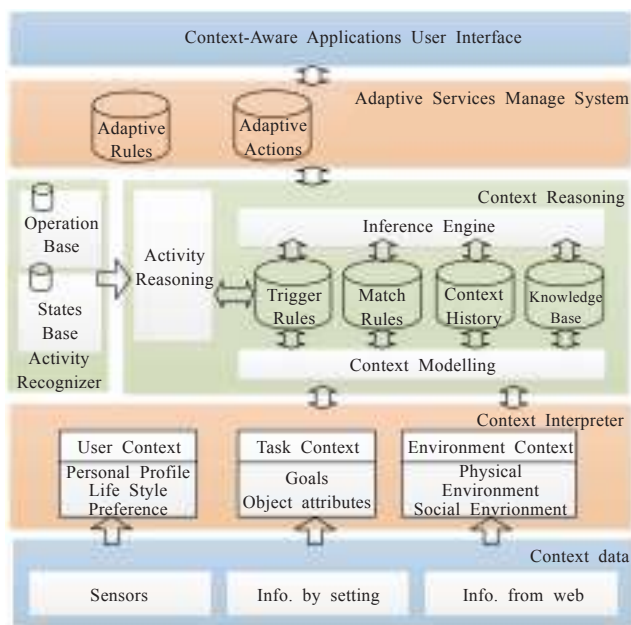 Context-Aware Applications User Interface
Adaptive Services Manage System
Adaptive
Rules
Adaptive
Actions
Context Reasoning
Operation
Base
States
Base
Activity
Recognizer
Activity
Reasoning
Inference Engine
Trigger
Rules
Match
Rules
Context
History
Knowledge
Base
Context Modelling
Context Interpreter
User Context
Personal Profile
Life Style
Preference
Task Context
Goals
Object attributes
Environment Context
Physical
Environment
Social Envrionment
Context data
Sensors
Info. by setting
Info. from web